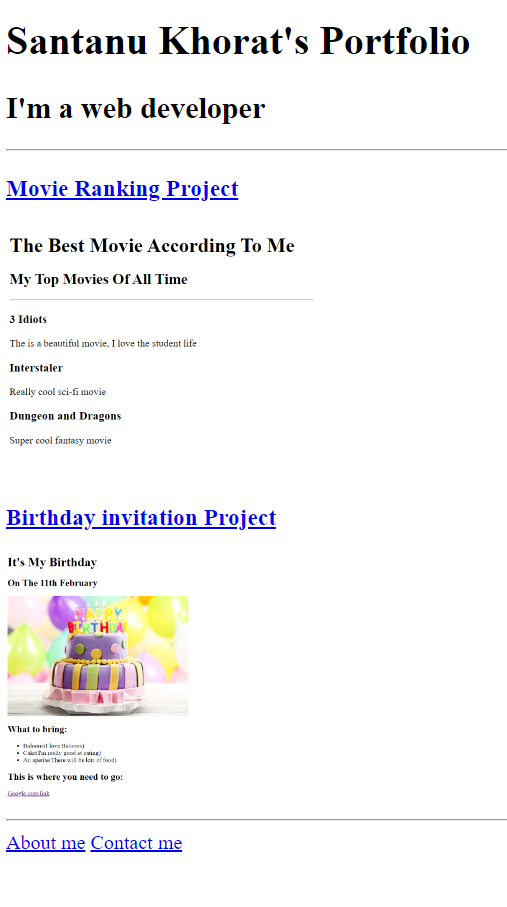 Santanu Khorat's Portfolio
I'm a web developer
Movie Ranking Project
The Best Movie According To Me
My Top Movies Of All Time
3 Idiots
The is a beautiful movie, I love the student life
Interstaler
Really cool sci-fi movie
Dungeon and Dragons
Super cool fantasy movie
Birthday invitation Project
It's My Birthday
On The 11th February
HAPPY
BIRTHDAY
What to bring:
Baloons(I love Baloons)
Cake(I'm really good at eating)
An apetite(There will be lots of food)
This is where you need to go:
Google map link
About me Contact me